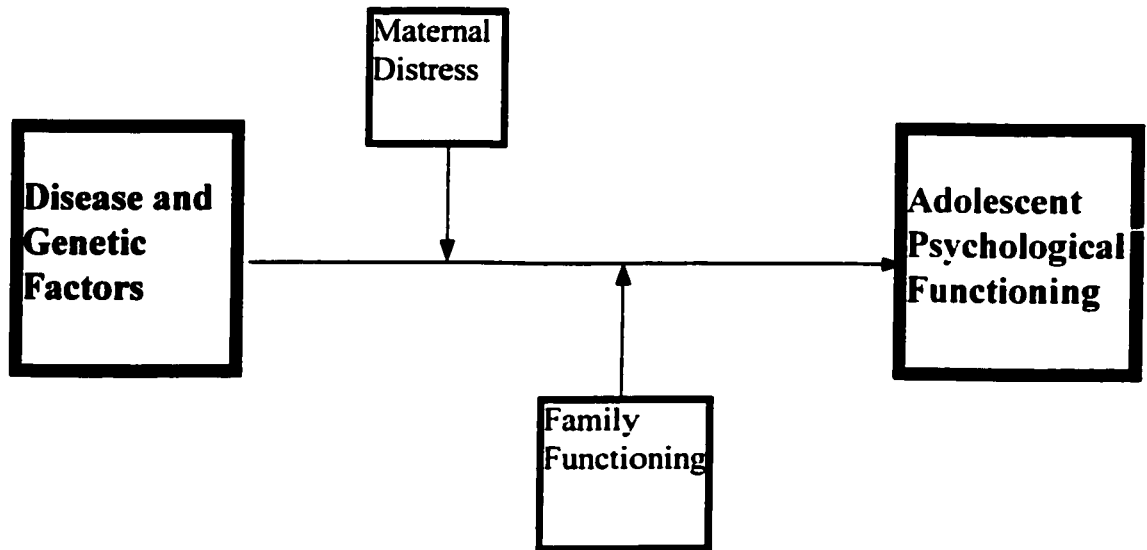 Maternal
Distress
Disease and
Genetic
Factors
Adolescent
Psychological
Functioning
Family
Functioning